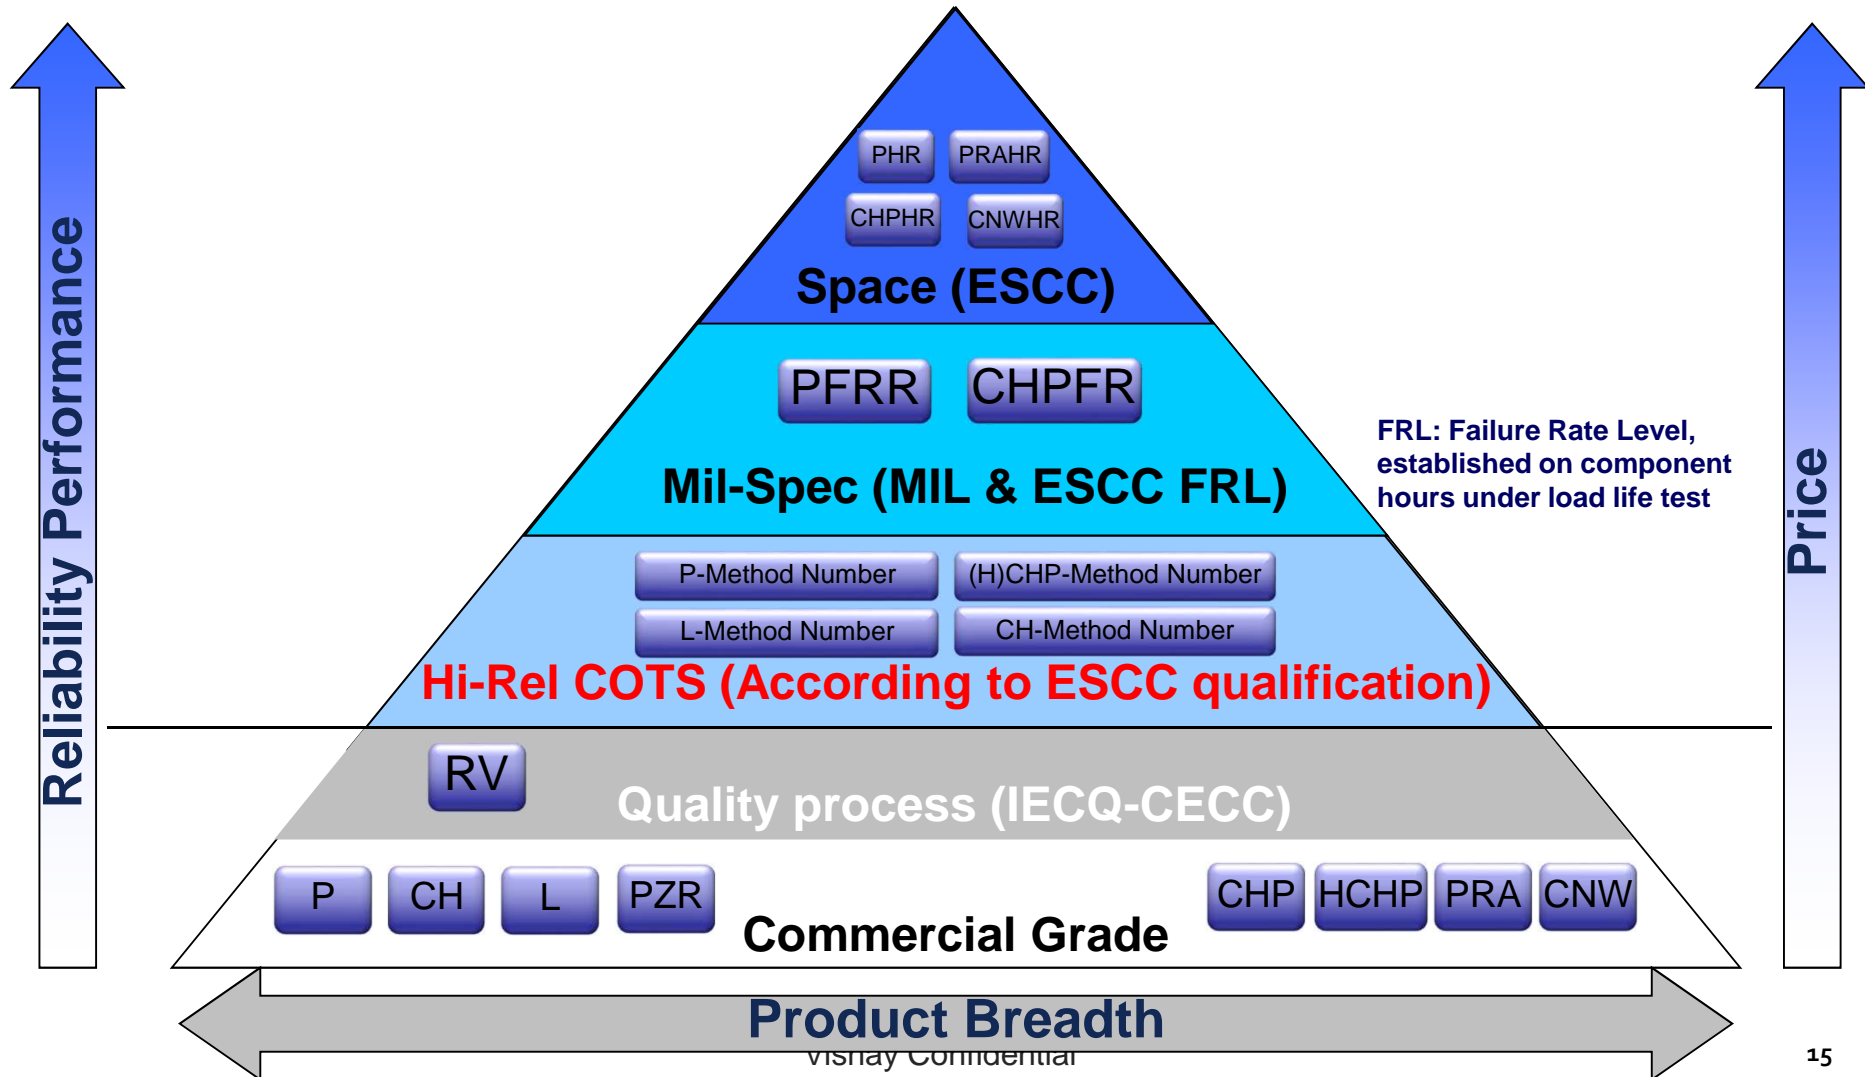 PHR
PRAHR
CHPHR
CNWHR
Space (ESCC)
PFRR
CHPFR
Mil-Spec (MIL & ESCC FRL)
FRL: Failure Rate Level,
established on component
hours under load life test
P-Method Number
(H)CHP-Method Number
L-Method Number
CH-Method Number
Hi-Rel COTS (According to ESCC qualification)
RV
Quality process (IECQ-CECC)
P
CH
L
PZR
CHP
HCHP
PRA
CNW
Commercial Grade
Reliability Performance
Price
Product Breadth
Vishay Confidential
15